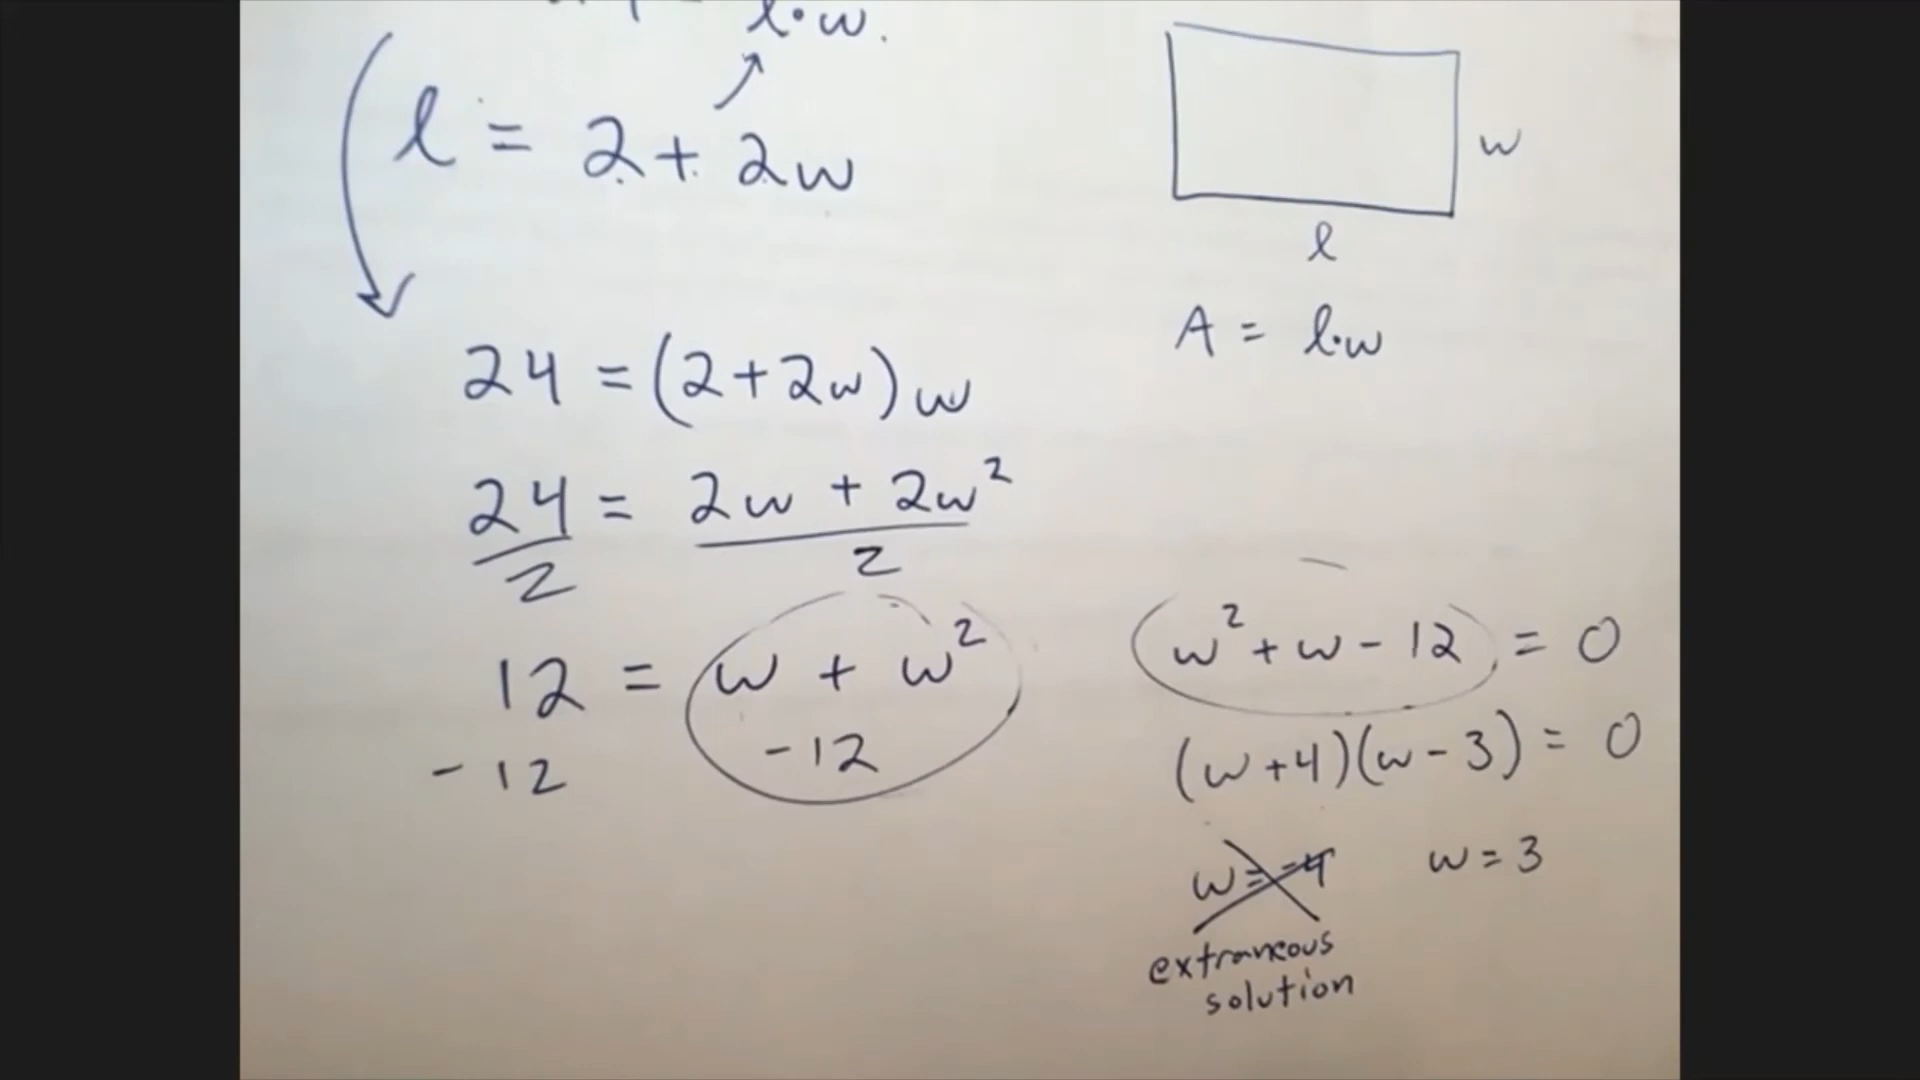 l·w.
l = 2 + 2w
24 = (2+2w)w
24 = 2w + 2w²
2 2
12 = w + w²
-12 -12
w
l
A = l·w
w² + w - 12 = 0
(w+4)(w-3) = 0
w = -4 w = 3
extraneous
solution